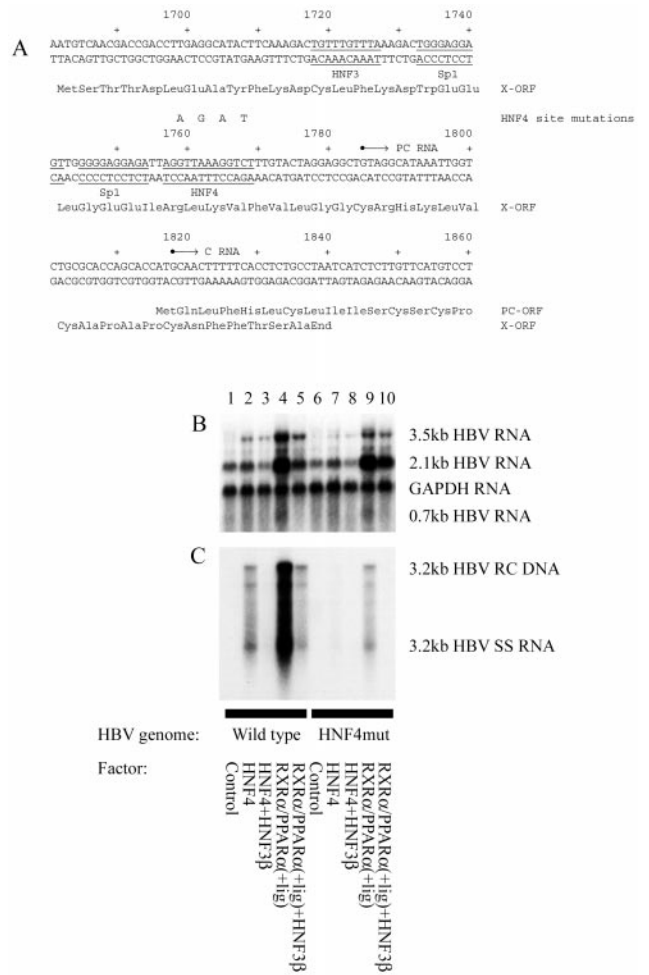 A
1700 1720 1740
+ + + + +
AATGTCAACGACCGACCTTGAGGCATACTTCAAAGACTGTTTGTTTAAAGACTGGGAGGA
TTACAGTTGCTGGCTGGAACTCCGTATGAAGTTTCTGACAAACAAATTTCTGACCCTCCT
HNF3 Sp1
MetSerThrThrAspLeuGluAlaTyrPheLysAspCysLeuPheLysAspTrpGluGlu X-ORF
A G A T HNF4 site mutations
1760 1780 PC RNA 1800
+ + + + +
GTTGGGGGAGGAGATTAGGTTAAAGGTCTTTGTACTAGGAGGCTGTAGGCATAAATTGGT
CAACCCCCTCCTCTAATCCAATTTCCAGAAACATGATCCTCCGACATCCGTATTTAACCA
Sp1 HNF4
LeuGlyGluGluIleArgLeuLysValPheValLeuGlyGlyCysArgHisLysLeuVal X-ORF
1820 C RNA 1840 1860
+ + + +
CTGCGCACCAGCACCATGCAACTTTTTCACCTCTGCCTAATCATCTCTTGTTCATGTCCT
GACGCGTGGTCGTGGTACGTTGAAAAAGTGGAGACGGATTAGTAGAGAACAAGTACAGGA
MetGlnLeuPheHisLeuCysLeuIleIleSerCysSerCysPro PC-ORF
CysAlaProAlaProCysAsnPhePheThrSerAlaEnd X-ORF
1 2 3 4 5 6 7 8 9 10
B
3.5kb HBV RNA
2.1kb HBV RNA
GAPDH RNA
0.7kb HBV RNA
C
3.2kb HBV RC DNA
3.2kb HBV SS RNA
HBV genome: Wild type HNF4mut
Factor:
Control
HNF4
HNF4+HNF3β
RXRα/PPARα(+lig)
RXRα/PPARα(+lig)+HNF3β
Control
HNF4
HNF4+HNF3β
RXRα/PPARα(+lig)
RXRα/PPARα(+lig)+HNF3β